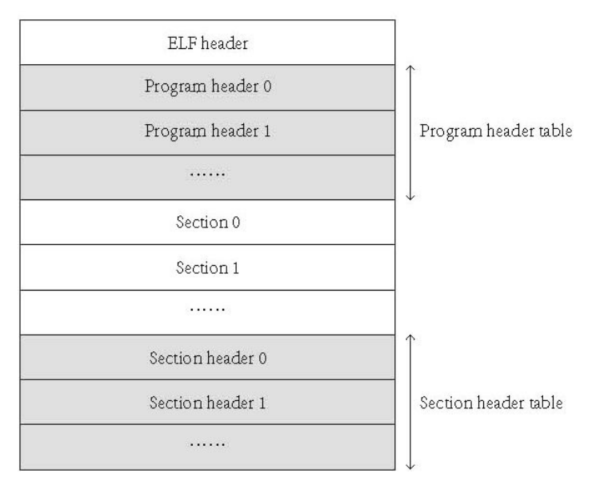 ELF header
Program header 0
Program header 1
Program header table
......
Section 0
Section 1
......
Section header 0
Section header 1
Section header table
......